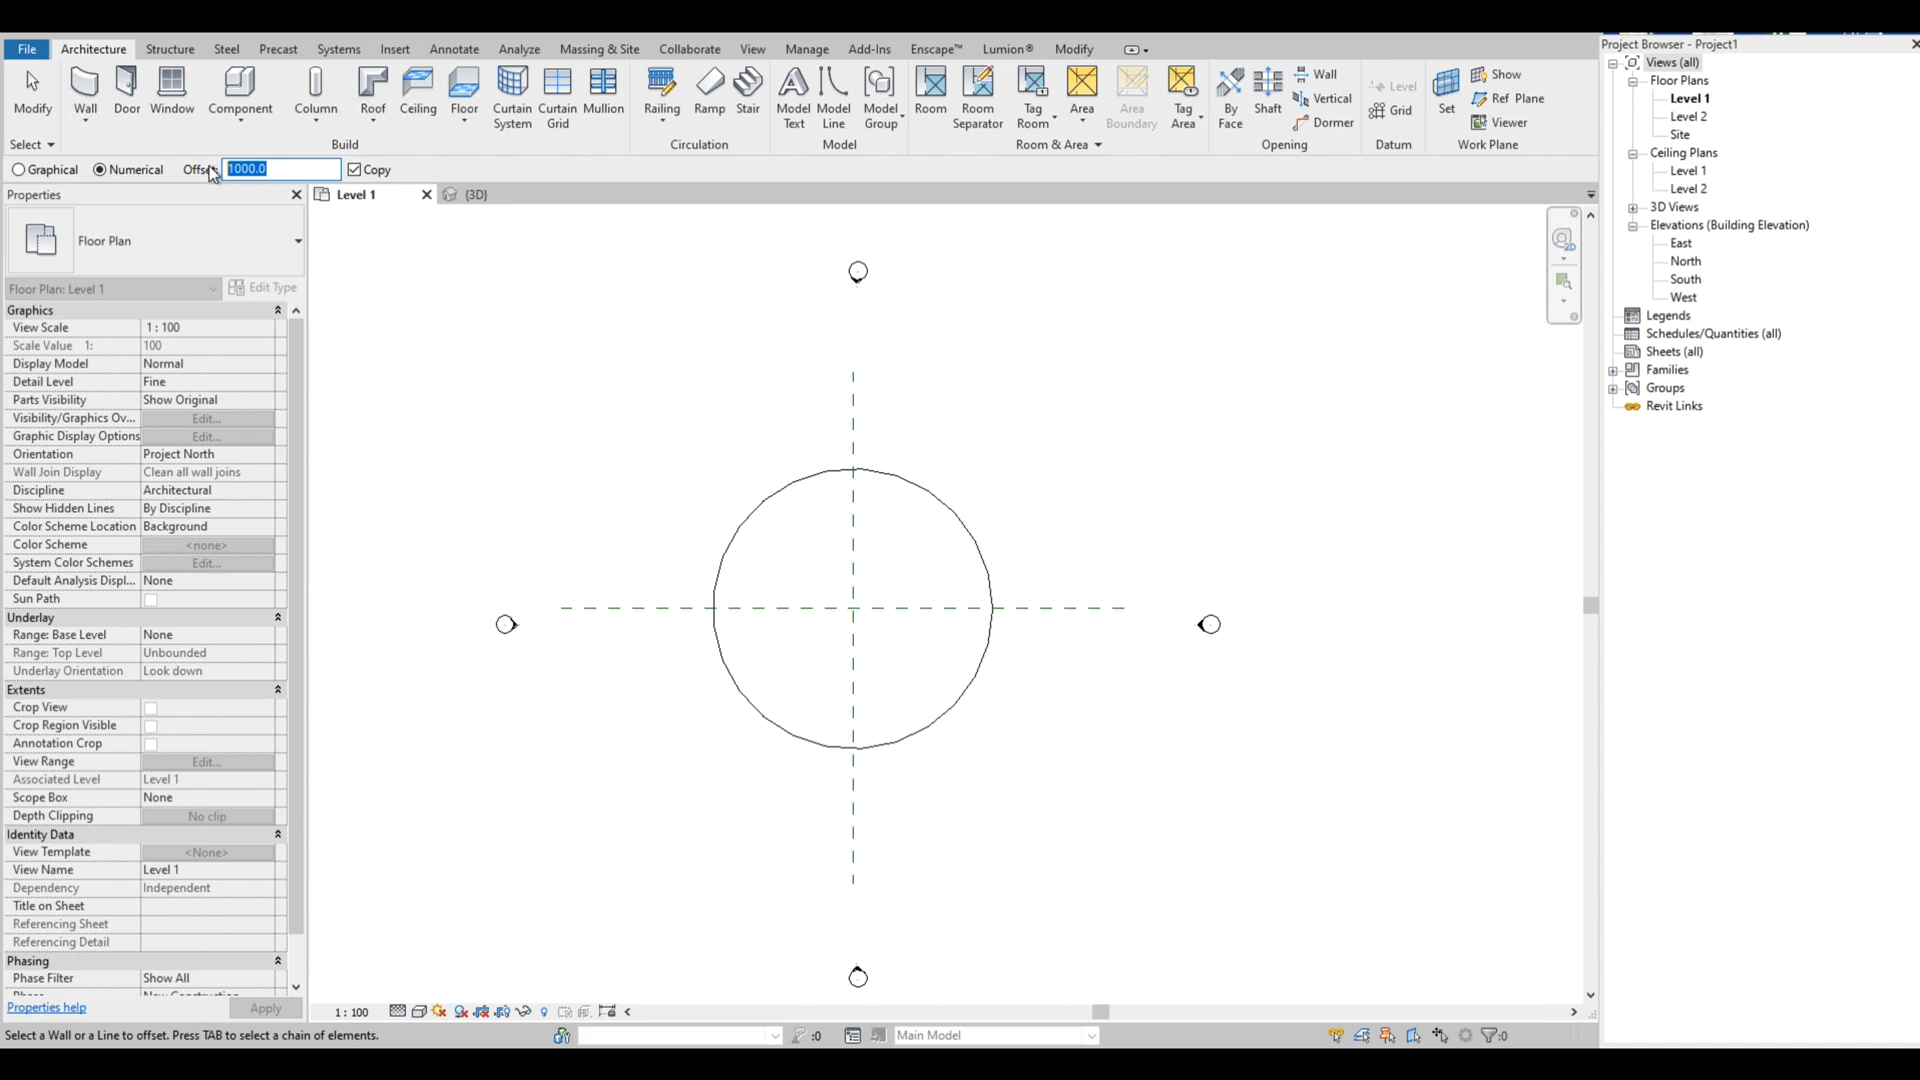 File Architecture Structure Steel Precast Systems Insert Annotate Analyze Massing & Site Collaborate View Manage Add-Ins Enscape™ Lumion® Modify
Modify Wall Door Window Component Column Roof Ceiling Floor Curtain System Curtain Grid Mullion Railing Ramp Stair Model Text Model Line Model Group Room Room Separator Tag Room Area Area Boundary Tag Area By Face Shaft Wall Vertical Dormer Level Grid Set Show Ref Plane Viewer
Select Build Circulation Model Room & Area Opening Datum Work Plane
Graphical Numerical 1000.0 Copy
Properties
Level 1 {3D}
Floor Plan
Floor Plan: Level 1 Edit Type
Graphics
View Scale 1 : 100
Scale Value 1: 100
Display Model Normal
Detail Level Fine
Parts Visibility Show Original
Visibility/Graphics Ov... Edit...
Graphic Display Options Edit...
Orientation Project North
Wall Join Display Clean all wall joins
Discipline Architectural
Show Hidden Lines By Discipline
Color Scheme Location Background
Color Scheme <none>
System Color Schemes Edit...
Default Analysis Displ... None
Sun Path
Underlay
Range: Base Level None
Range: Top Level Unbounded
Underlay Orientation Look down
Extents
Crop View
Crop Region Visible
Annotation Crop
View Range Edit...
Associated Level Level 1
Scope Box None
Depth Clipping No clip
Identity Data
View Template <None>
View Name Level 1
Dependency Independent
Title on Sheet
Referencing Sheet
Referencing Detail
Phasing
Phase Filter Show All
Properties help Apply
1 : 100
Select a Wall or a Line to offset. Press TAB to select a chain of elements. :0 Main Model :0
2D
Project Browser - Project1
Views (all)
Floor Plans
Level 1
Level 2
Site
Ceiling Plans
Level 1
Level 2
3D Views
Elevations (Building Elevation)
East
North
South
West
Legends
Schedules/Quantities (all)
Sheets (all)
Families
Groups
Revit Links